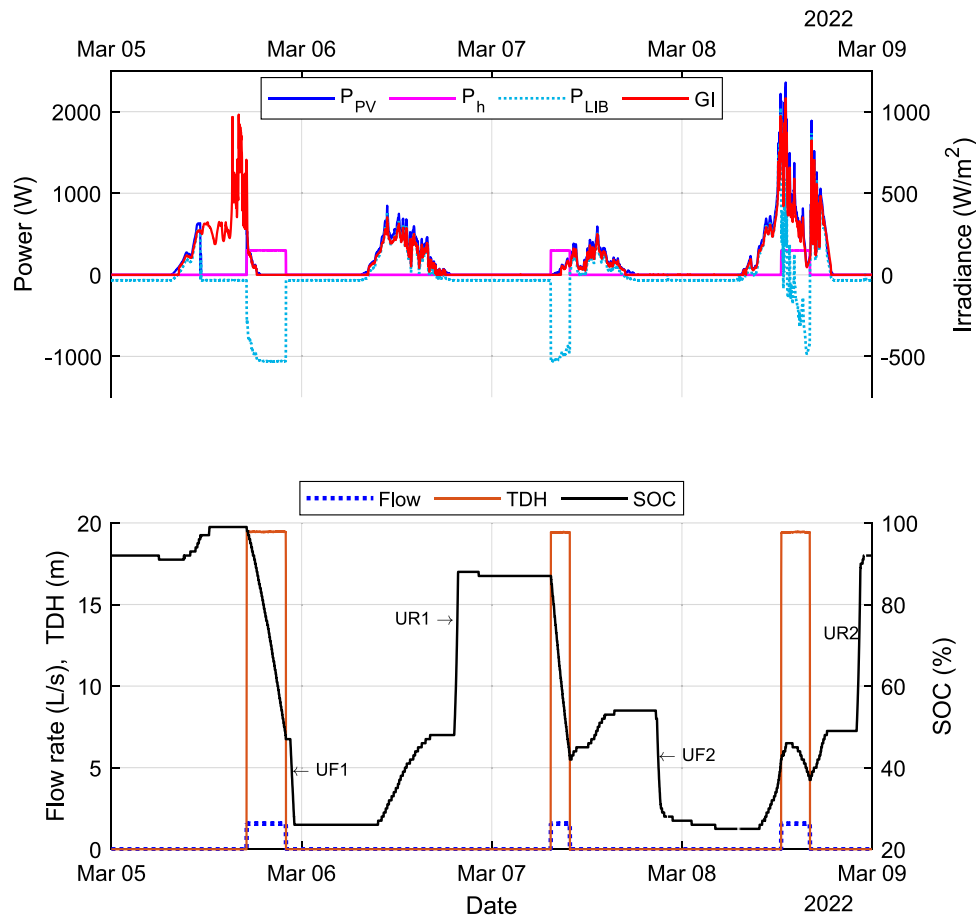 2022
Mar 05 Mar 06 Mar 07 Mar 08 Mar 09
P_PV P_h P_LIB GI
2000 1000
1000 500
0 0
-1000 -500
Power (W)
Irradiance (W/m²)
Flow TDH SOC
20 100
15 80
10 60
5 40
0 20
Flow rate (L/s), TDH (m)
SOC (%)
UR1 →
UR2
← UF1
← UF2
Mar 05 Mar 06 Mar 07 Mar 08 Mar 09
Date
2022